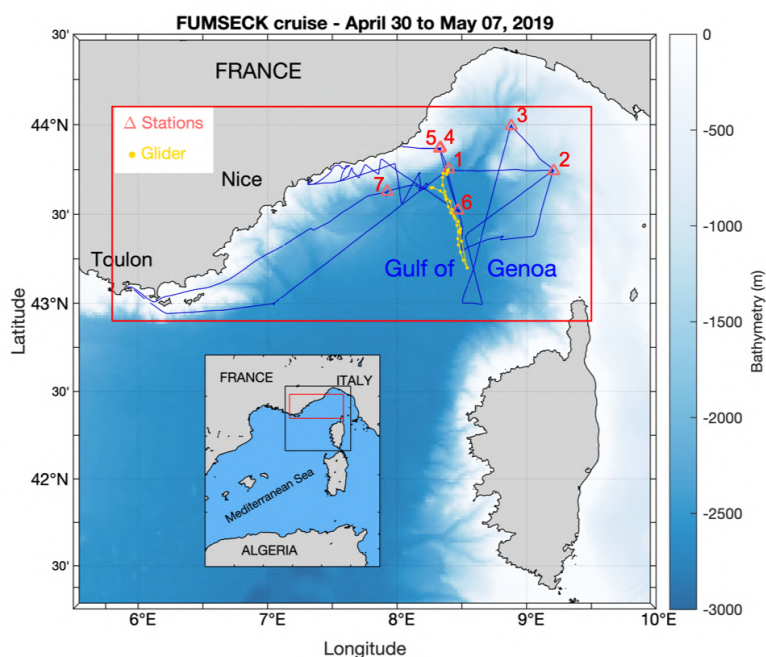 FUMSECK cruise - April 30 to May 07, 2019
30'
44°N
30'
43°N
30'
42°N
30'
Latitude
6°E
7°E
8°E
9°E
10°E
Longitude
FRANCE
Stations
Glider
Nice
Toulon
5 4
3
1
2
7
6
Gulf of Genoa
FRANCE
ITALY
Mediterranean Sea
ALGERIA
0
-500
-1000
-1500
-2000
-2500
-3000
Bathymetry (m)